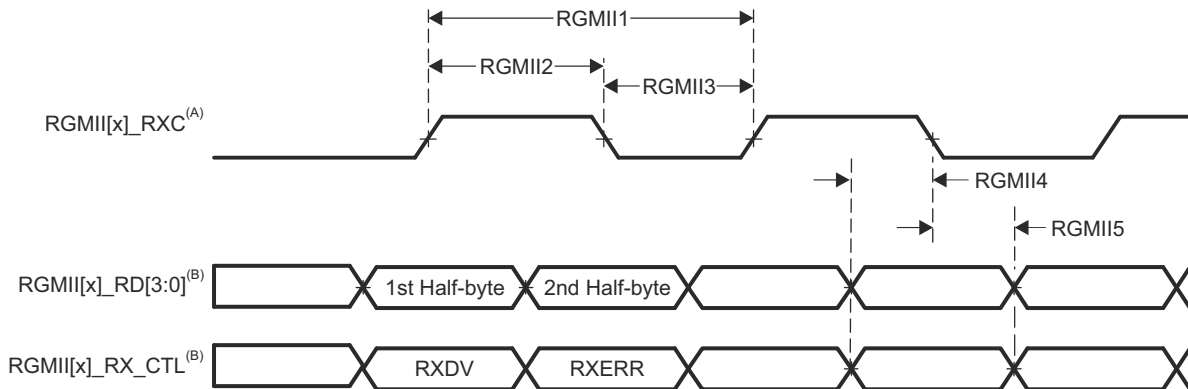 RGMII1
RGMII2
RGMII3
RGMII[x]_RXC(A)
RGMII4
RGMII5
RGMII[x]_RD[3:0](B)
1st Half-byte
2nd Half-byte
RGMII[x]_RX_CTL(B)
RXDV
RXERR